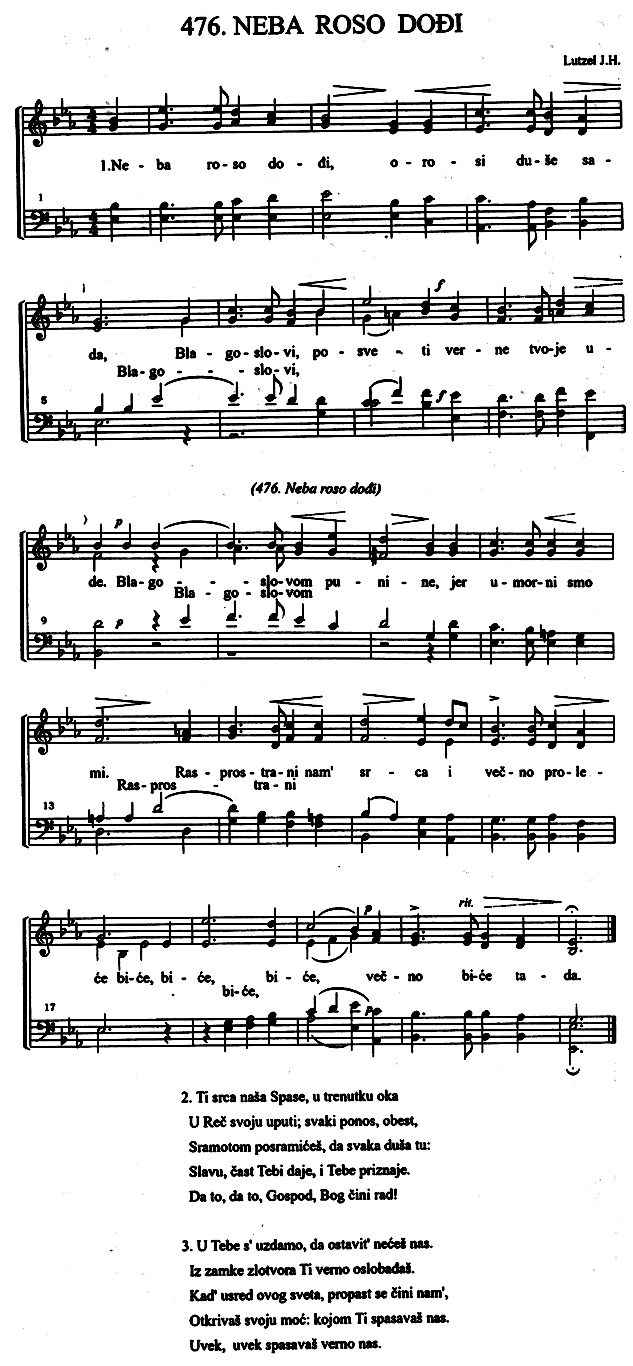 476. NEBA ROSO DOĐI
Lutzel J.H.
1.Ne - ba ro - so do - đi, o - ro - si du - še sa -
1
da, Bla - go - slo - vi, po - sve - ti ver - ne tvo - je u -
Bla - go - - - slo - vi,
5
f
f
(476. Neba roso dođi)
p
de. Bla - go - - - slo - vom pu - ni - ne, jer u - mor - ni smo
Bla - go - slo - vom
9
p
mi. Ras - pros - tra - ni nam' sr - ca i več - no pro - le -
Ras - pros - tra - ni
13
rit.
p
će bi - će, bi - će, bi - će, več - no bi - će ta - da.
bi - će,
17
p
2. Ti srca naša Spase, u trenutku oka
U Reč svoju uputi; svaki ponos, obest,
Sramotom posramićeš, da svaka duša tu:
Slavu, čast Tebi daje, i Tebe priznaje.
Da to, da to, Gospod, Bog čini rad!
3. U Tebe s' uzdamo, da ostavit' nećeš nas.
Iz zamke zlotvora Ti verno oslobađaš.
Kad' usred ovog sveta, propast se čini nam',
Otkrivaš svoju moć: kojom Ti spasavaš nas.
Uvek, uvek spasavaš verno nas.